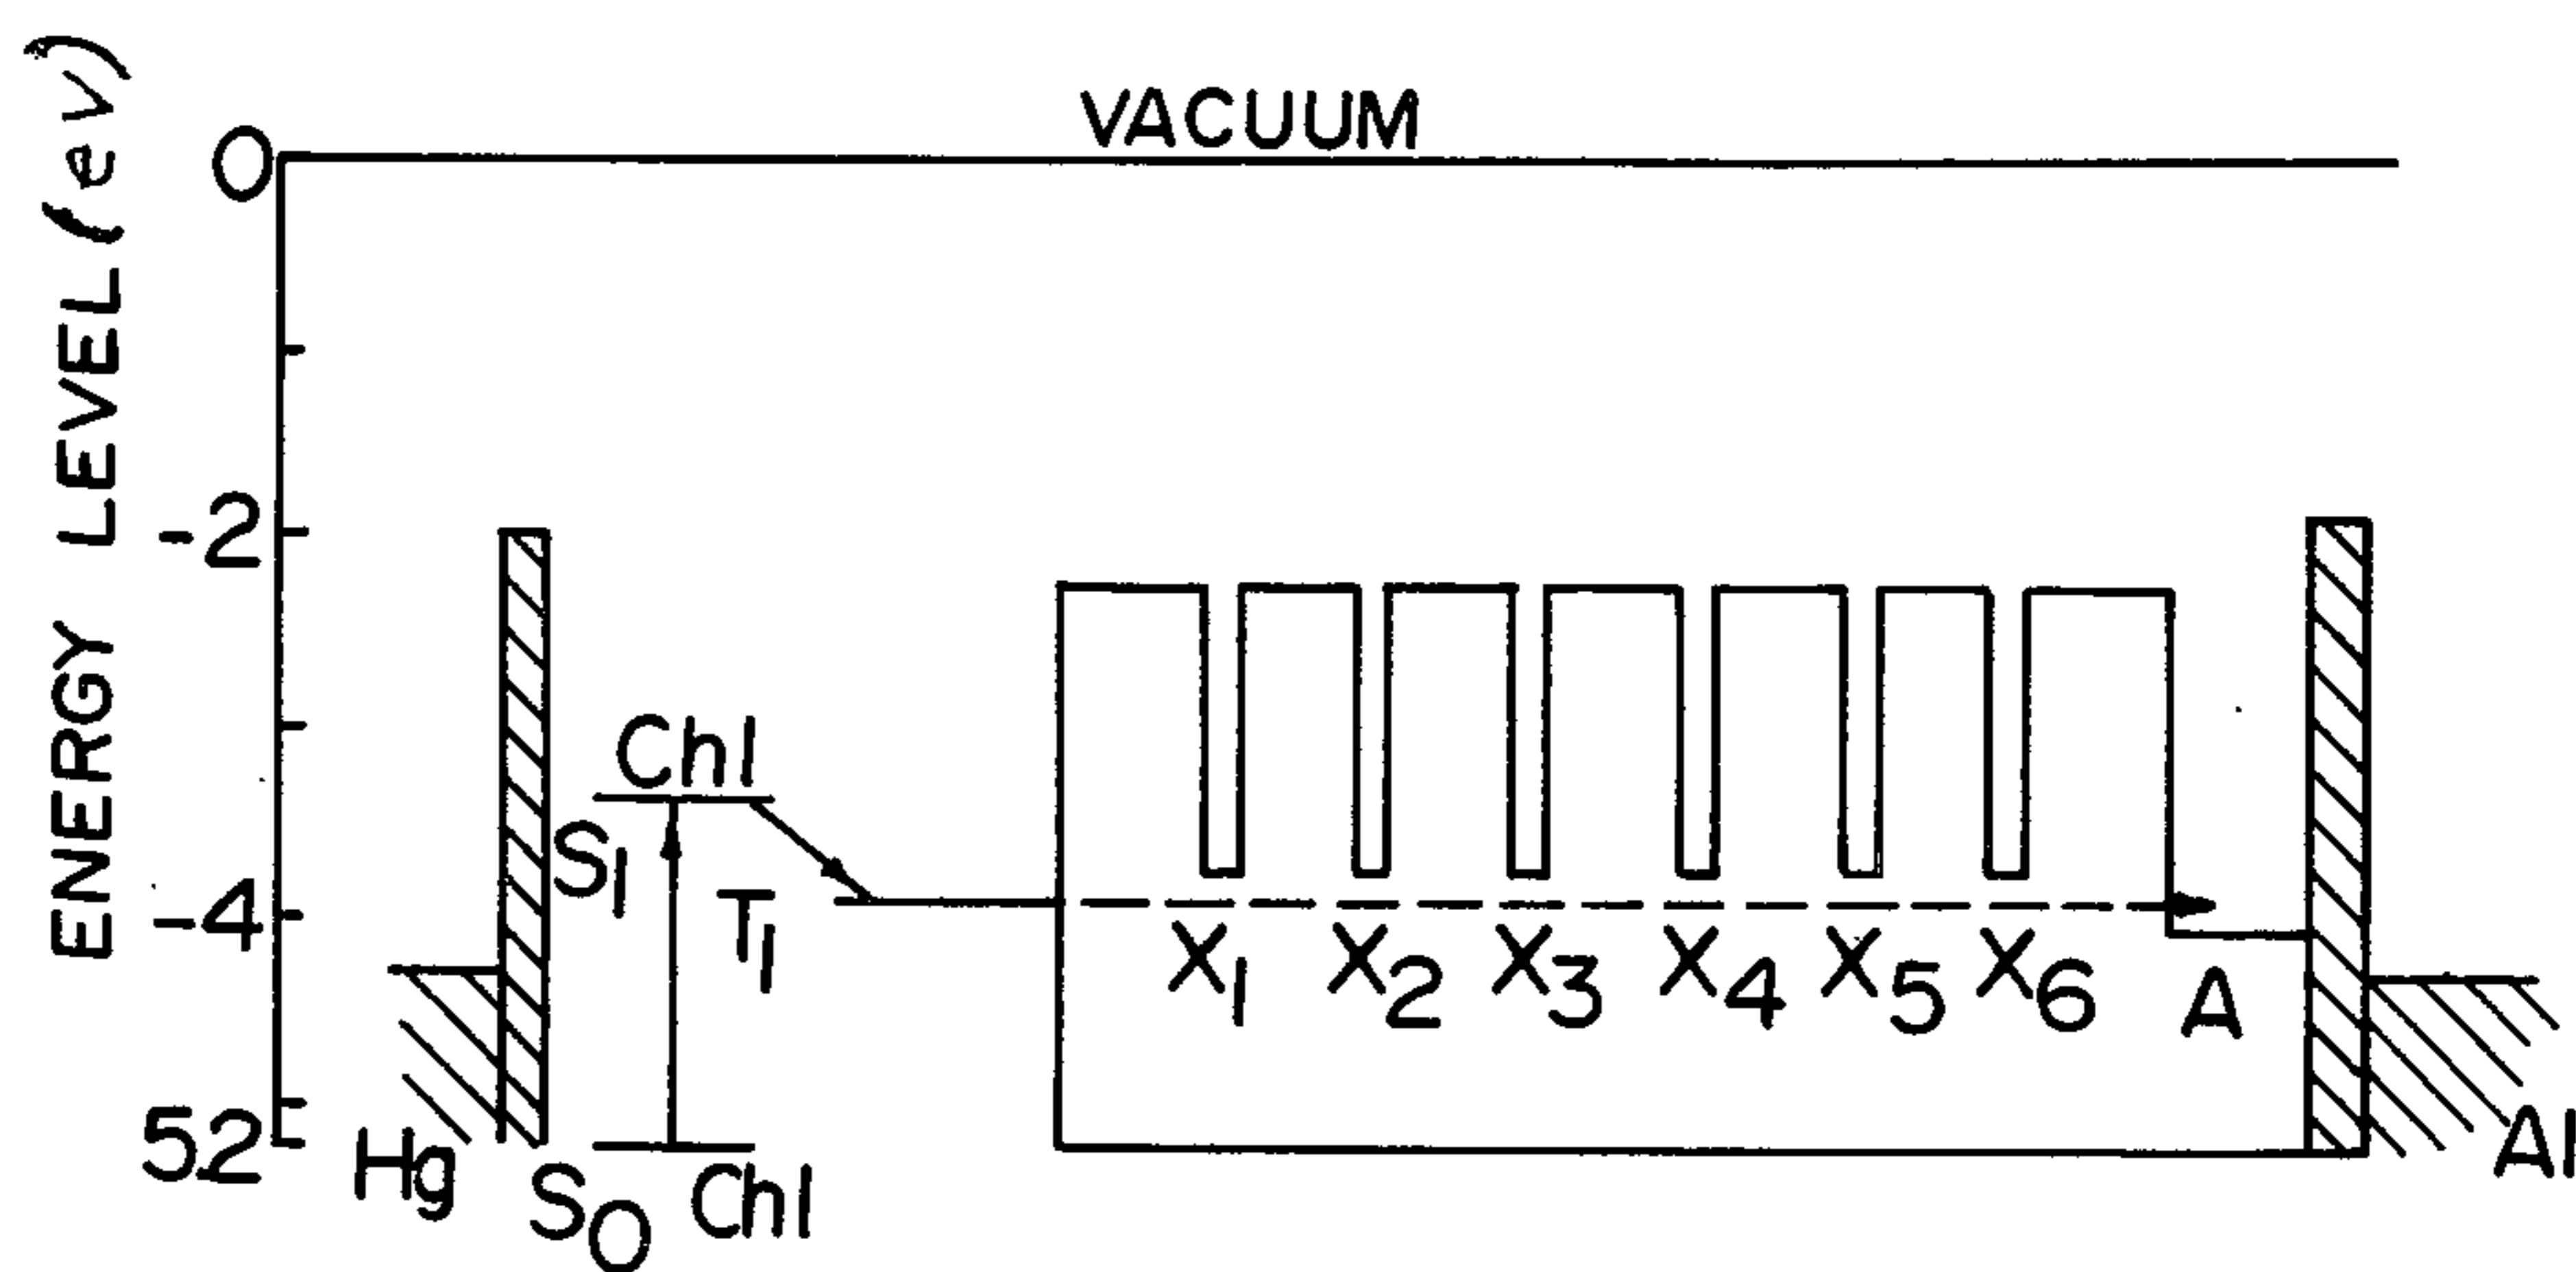 ENERGY LEVEL (ev)
VACUUM
0
-2
-4
52
Chl
S1
T1
X1 X2 X3 X4 X5 X6
A
Hg
S0
Chl
Al